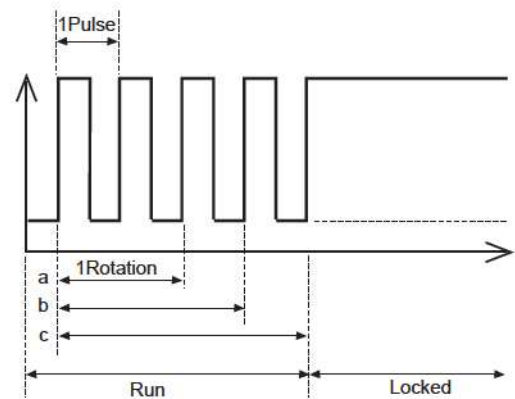 1Pulse
a 1Rotation
b
c
Run Locked